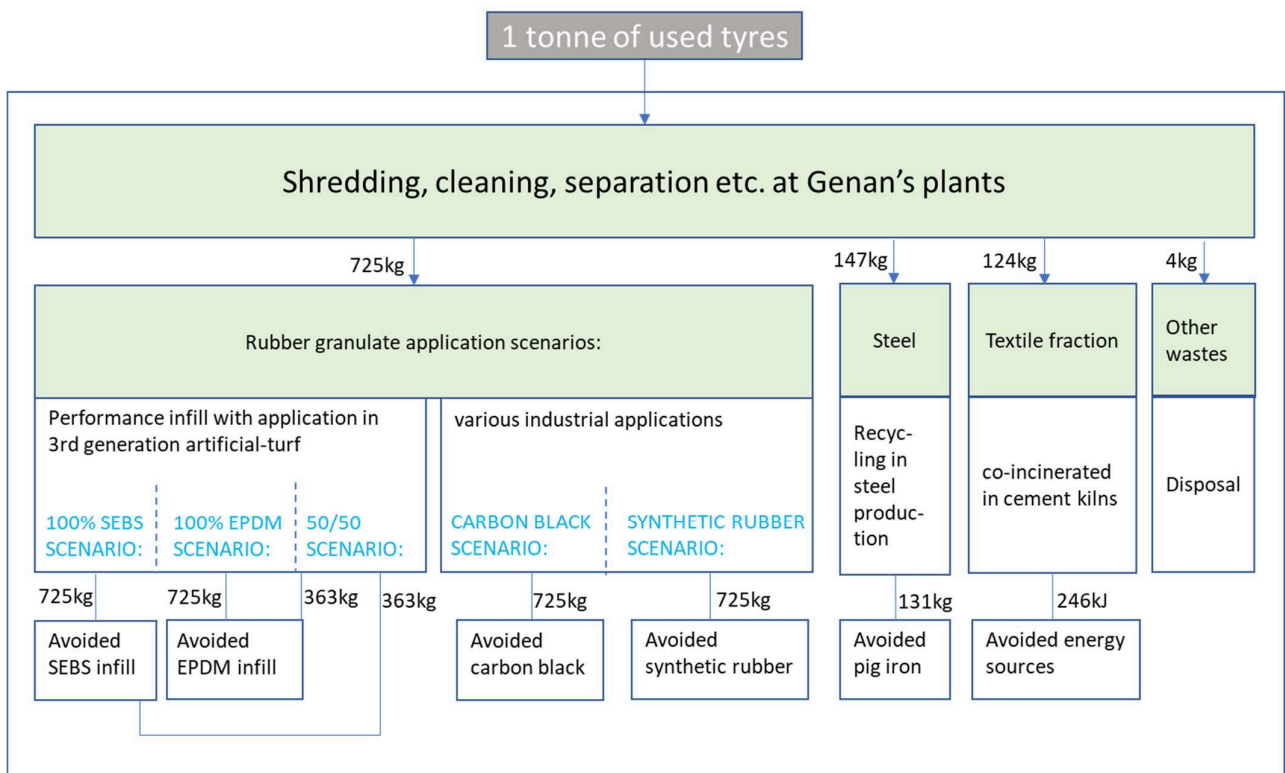 1 tonne of used tyres
Shredding, cleaning, separation etc. at Genan's plants
725kg
147kg
124kg
4kg
Rubber granulate application scenarios:
Steel
Textile fraction
Other
wastes
Performance infill with application in
3rd generation artificial-turf
various industrial applications
100% SEBS
SCENARIO:
100% EPDM
SCENARIO:
50/50
SCENARIO:
CARBON BLACK
SCENARIO:
SYNTHETIC RUBBER
SCENARIO:
Recyc-
ling in
steel
produc-
tion
co-incinerated
in cement kilns
Disposal
725kg
725kg
363kg
363kg
725kg
725kg
131kg
246kJ
Avoided
SEBS infill
Avoided
EPDM infill
Avoided
carbon black
Avoided
synthetic rubber
Avoided
pig iron
Avoided energy
sources